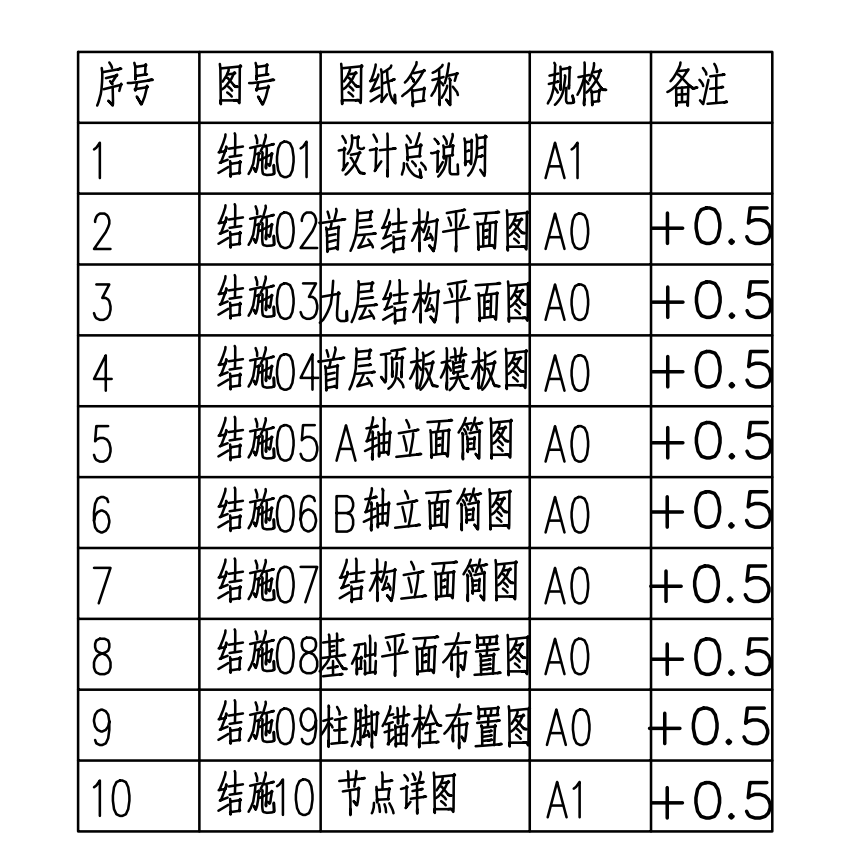 序号 图号 图纸名称 规格 备注
1 结施01 设计总说明 A1
2 结施02 首层结构平面图 A0 +0.5
3 结施03 九层结构平面图 A0 +0.5
4 结施04 首层顶板模板图 A0 +0.5
5 结施05 A轴立面简图 A0 +0.5
6 结施06 B轴立面简图 A0 +0.5
7 结施07 结构立面简图 A0 +0.5
8 结施08 基础平面布置图 A0 +0.5
9 结施09 柱脚锚栓布置图 A0 +0.5
10 结施10 节点详图 A1 +0.5